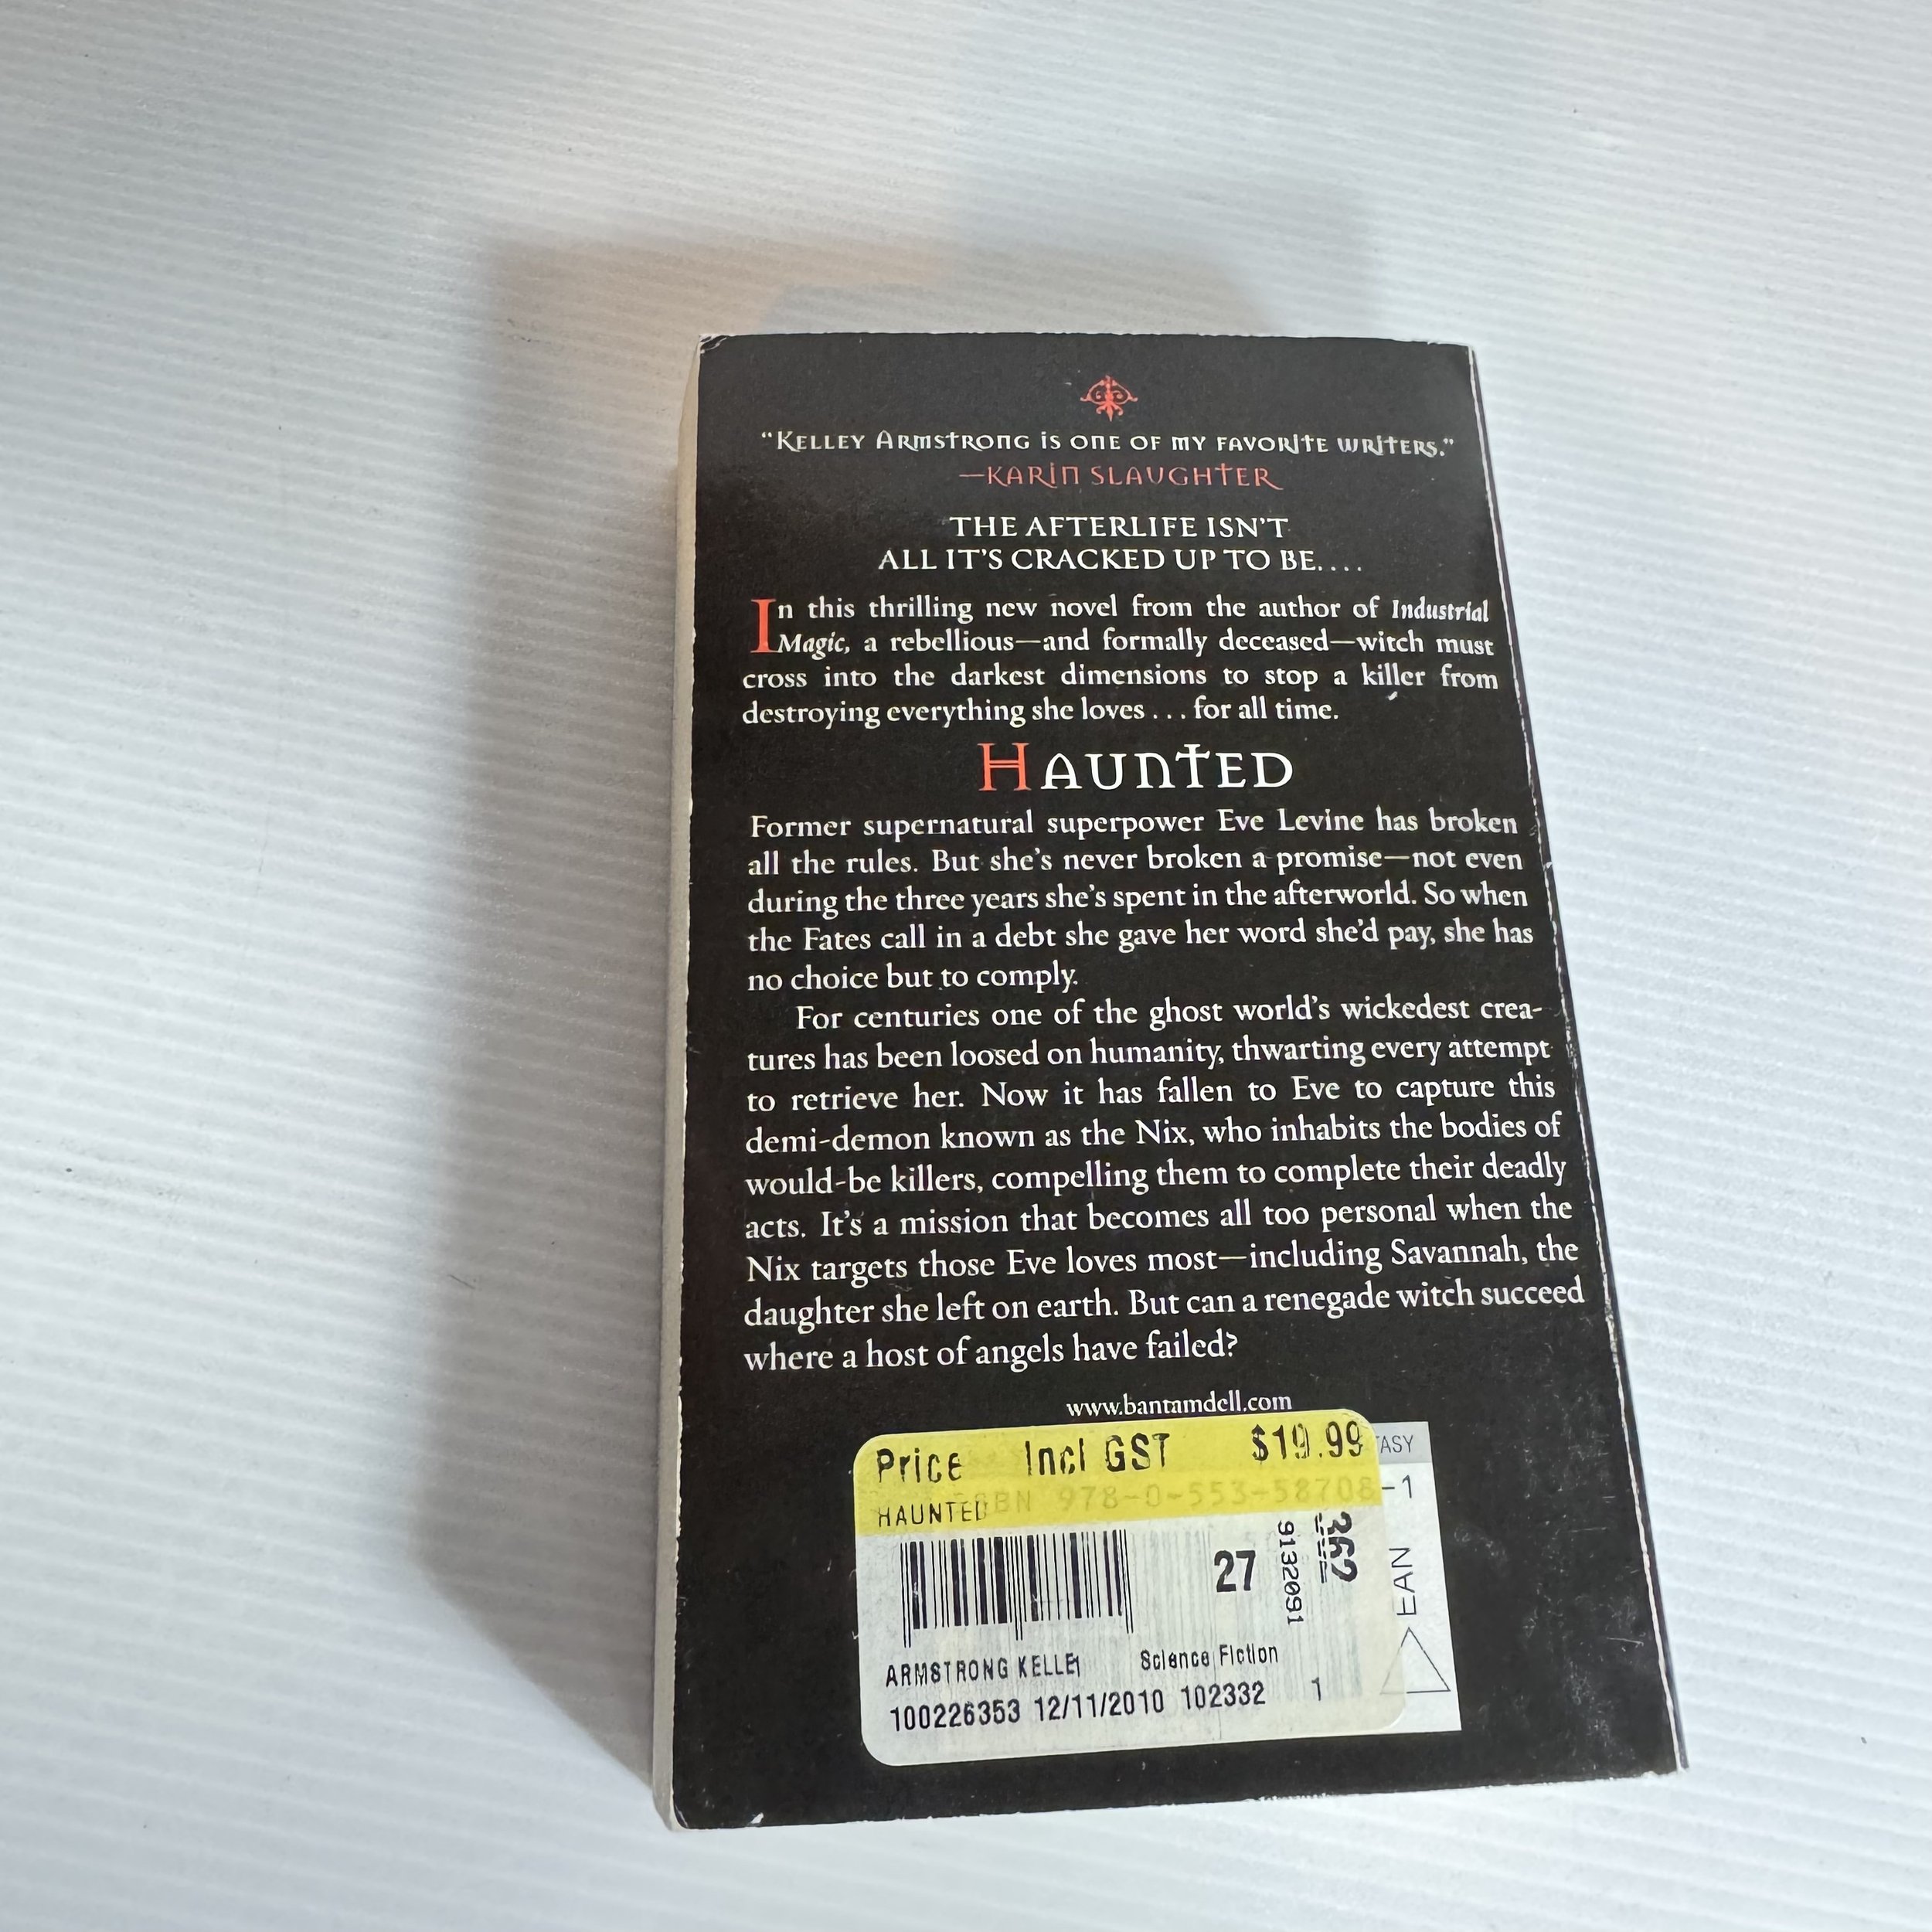 “KELLEY ARMSTRONG IS ONE OF MY FAVORITE WRITERS.”
—KARIN SLAUGHTER
THE AFTERLIFE ISN’T
ALL IT’S CRACKED UP TO BE....
In this thrilling new novel from the author of Industrial
Magic, a rebellious—and formally deceased—witch must
cross into the darkest dimensions to stop a killer from
destroying everything she loves . . . for all time.
HAUNTED
Former supernatural superpower Eve Levine has broken
all the rules. But she’s never broken a promise—not even
during the three years she’s spent in the afterworld. So when
the Fates call in a debt she gave her word she’d pay, she has
no choice but to comply.
For centuries one of the ghost world’s wickedest crea-
tures has been loosed on humanity, thwarting every attempt
to retrieve her. Now it has fallen to Eve to capture this
demi-demon known as the Nix, who inhabits the bodies of
would-be killers, compelling them to complete their deadly
acts. It’s a mission that becomes all too personal when the
Nix targets those Eve loves most—including Savannah, the
daughter she left on earth. But can a renegade witch succeed
where a host of angels have failed?
www.bantamdell.com
Price Incl GST $19.99
ASY
HAUNTED
ISBN 978-0-553-58708-1
27
9132091
362
EAN
ARMSTRONG KELLEY Science Fiction
100226353 12/11/2010 102332 1